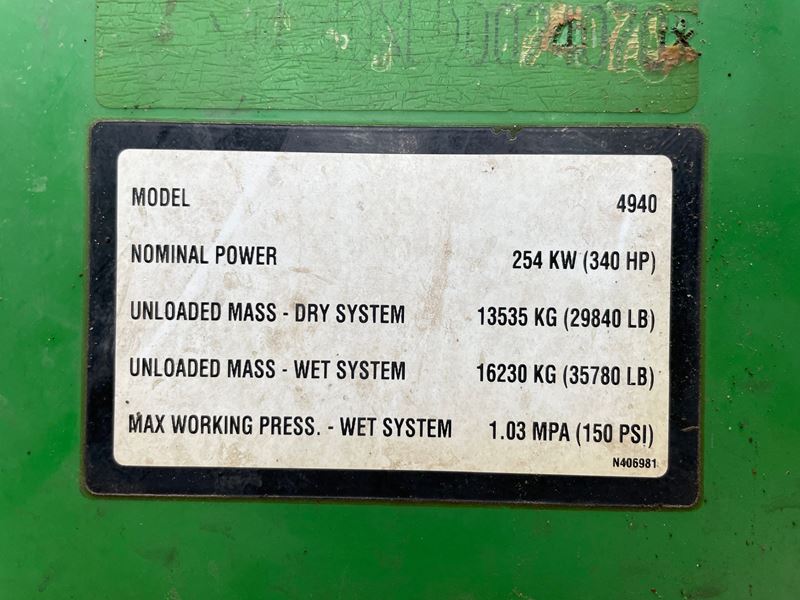 MODEL 4940
NOMINAL POWER 254 KW (340 HP)
UNLOADED MASS - DRY SYSTEM 13535 KG (29840 LB)
UNLOADED MASS - WET SYSTEM 16230 KG (35780 LB)
MAX WORKING PRESS. - WET SYSTEM 1.03 MPA (150 PSI)
N406981